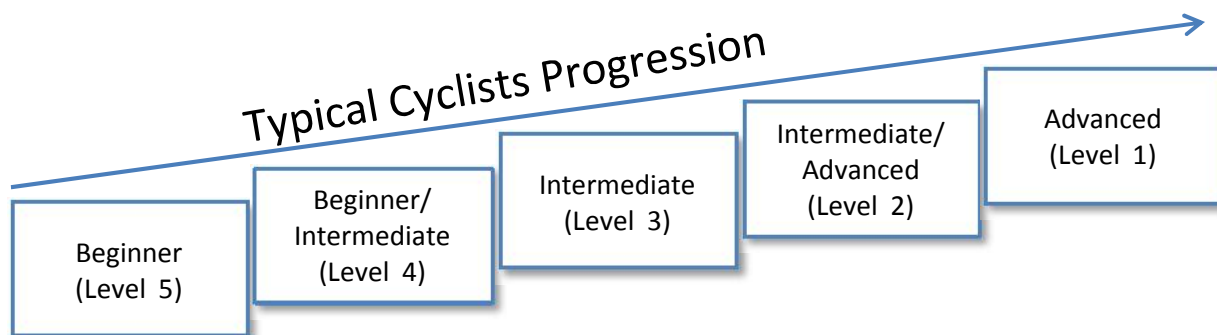 Typical Cyclists Progression
Beginner
(Level 5)
Beginner/
Intermediate
(Level 4)
Intermediate
(Level 3)
Intermediate/
Advanced
(Level 2)
Advanced
(Level 1)